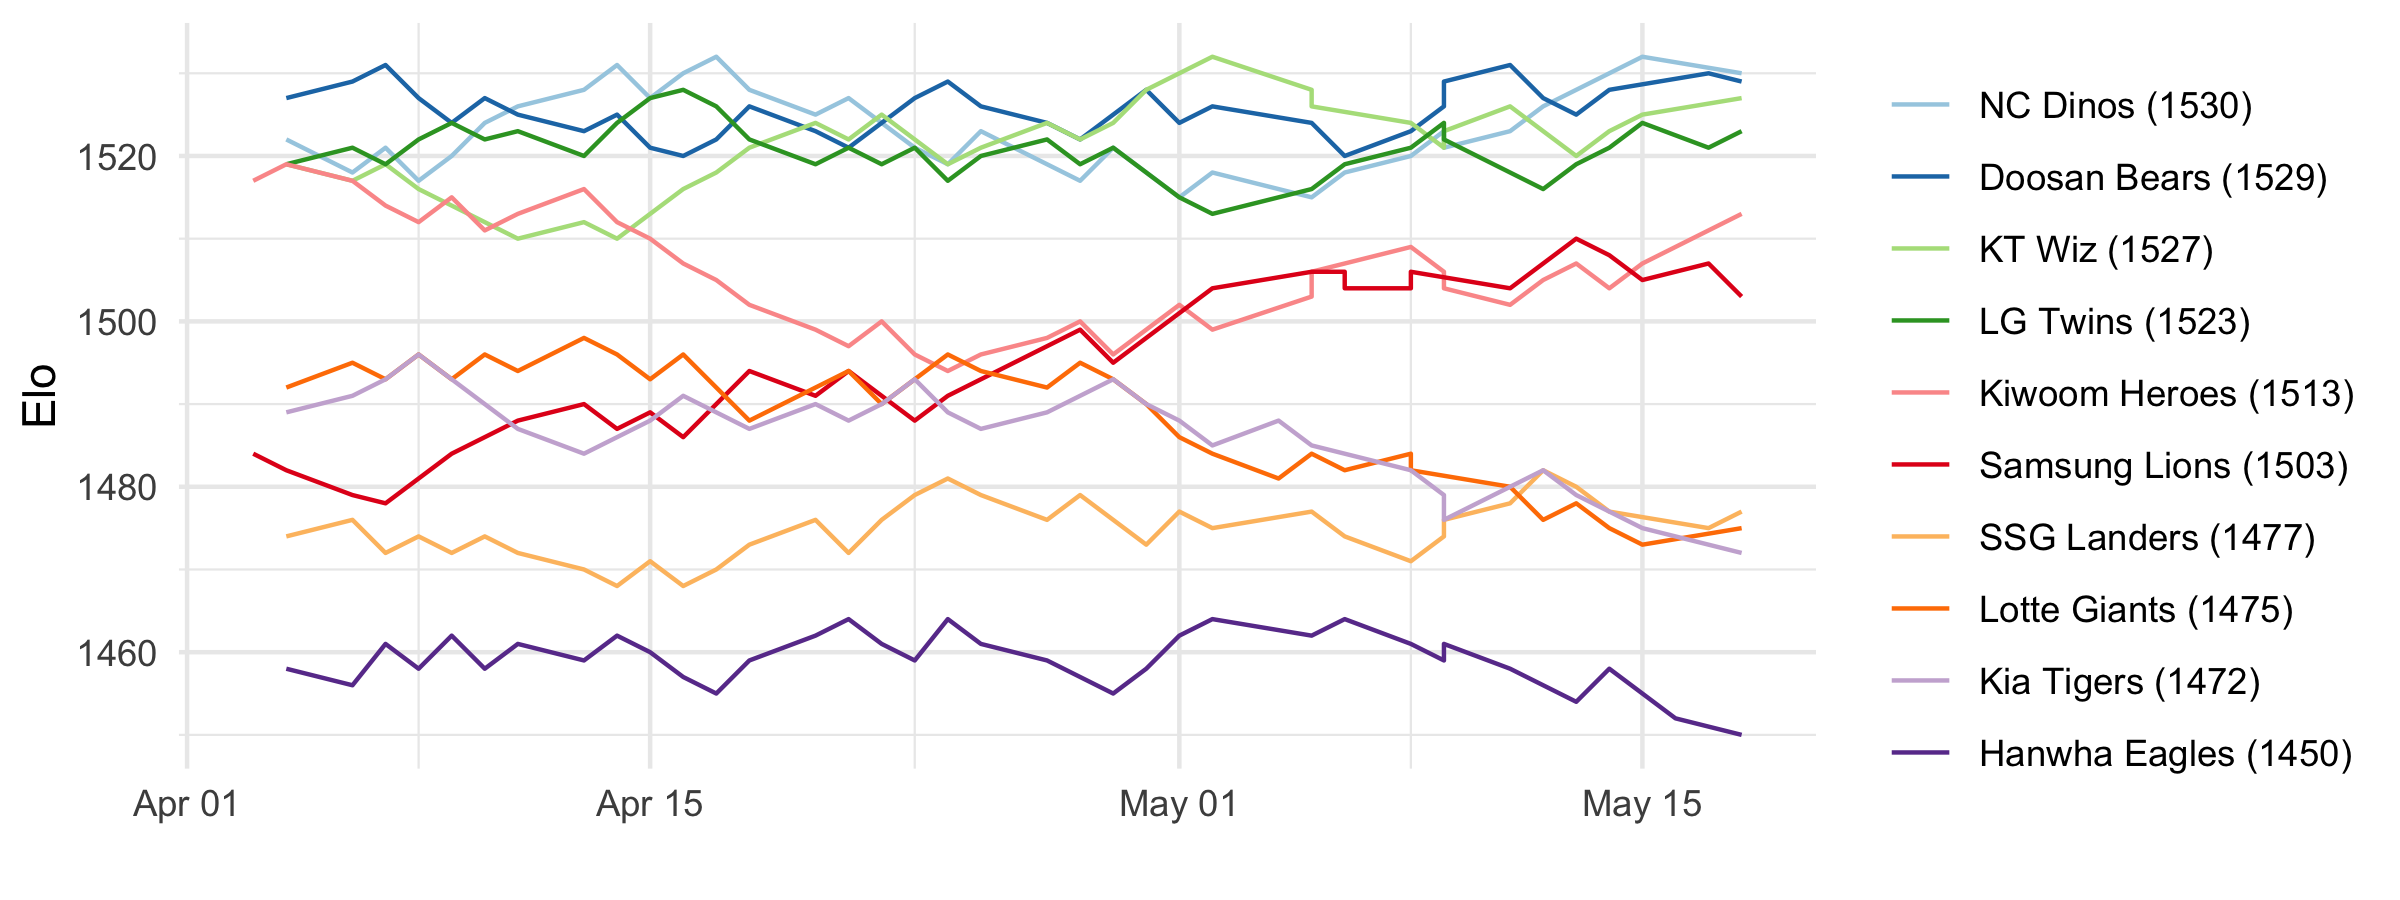 Elo
1520
1500
1480
1460
Apr 01
Apr 15
May 01
May 15
NC Dinos (1530)
Doosan Bears (1529)
KT Wiz (1527)
LG Twins (1523)
Kiwoom Heroes (1513)
Samsung Lions (1503)
SSG Landers (1477)
Lotte Giants (1475)
Kia Tigers (1472)
Hanwha Eagles (1450)